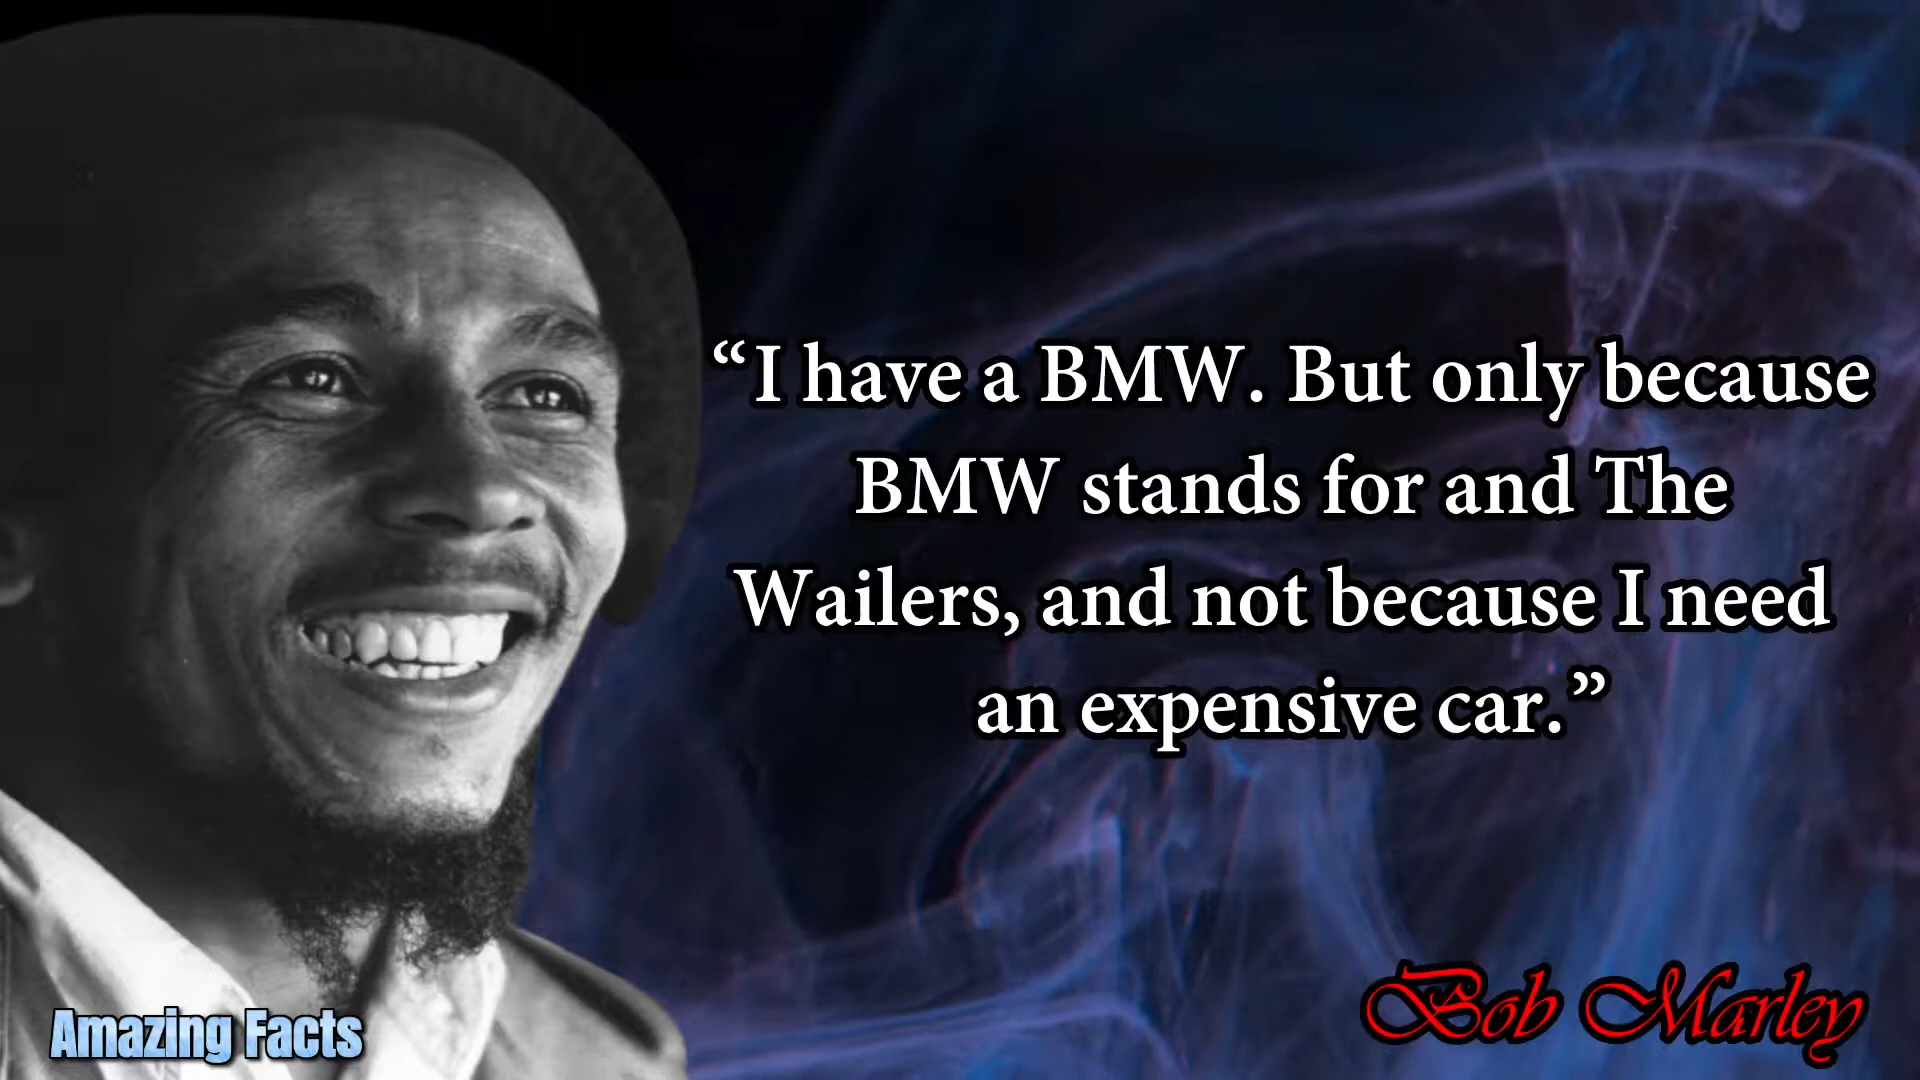 “I have a BMW. But only because
BMW stands for and The
Wailers, and not because I need
an expensive car.”
Bob Marley
Amazing Facts